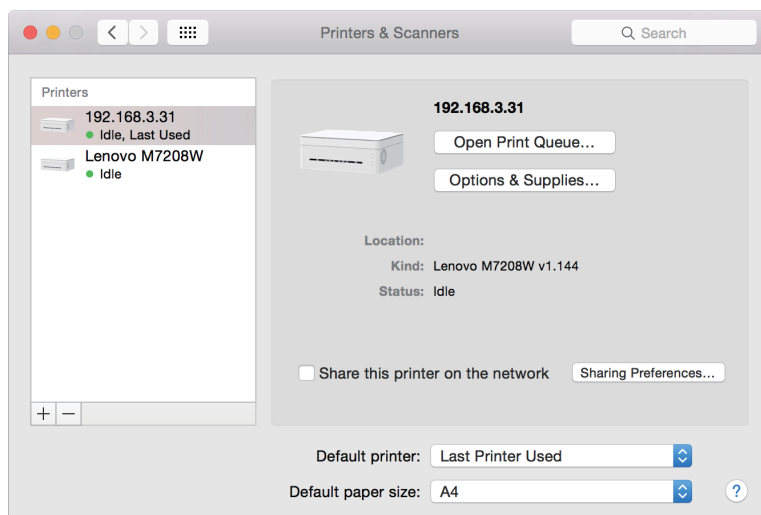 Printers & Scanners
Search
Printers
192.168.3.31
Idle, Last Used
Lenovo M7208W
Idle
192.168.3.31
Open Print Queue...
Options & Supplies...
Location:
Kind: Lenovo M7208W v1.144
Status: Idle
Share this printer on the network
Sharing Preferences...
+ −
Default printer: Last Printer Used
Default paper size: A4
?